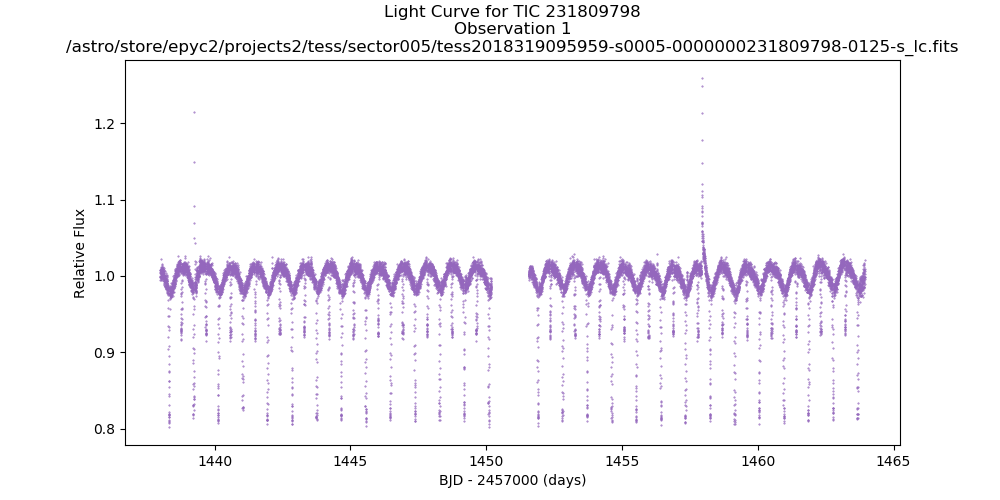 Light Curve for TIC 231809798
Observation 1
/astro/store/epyc2/projects2/tess/sector005/tess2018319095959-s0005-0000000231809798-0125-s_lc.fits
1.2
1.1
1.0
0.9
0.8
Relative Flux
1440 1445 1450 1455 1460 1465
BJD - 2457000 (days)